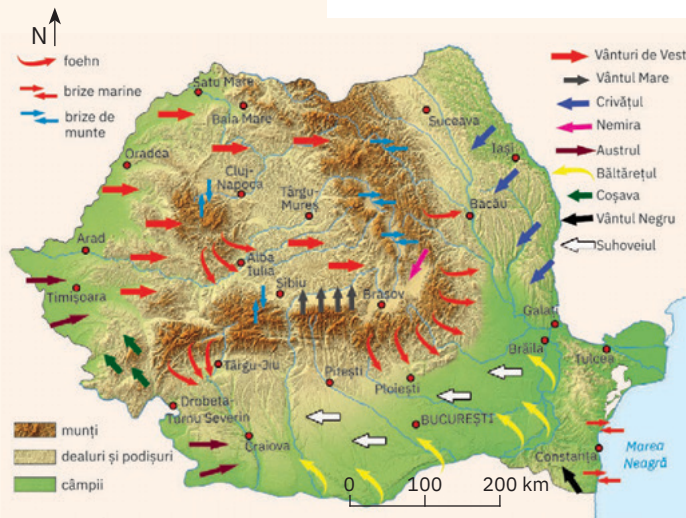 N
foehn
brize marine
brize de
munte
Vânturi de Vest
Vântul Mare
Crivățul
Nemira
Austrul
Băltărețul
Coșava
Vântul Negru
Suhoveiul
Satu Mare
Baia Mare
Suceava
Oradea
Iași
Cluj-
Napoca
Târgu-
Mureș
Bacău
Arad
Alba
Iulia
Timișoara
Sibiu
Brașov
Galați
Brăila
Tulcea
Târgu-Jiu
Pitești
Ploiești
Drobeta-
Turnu Severin
BUCUREȘTI
Craiova
Constanța
Marea
Neagră
munți
dealuri și podișuri
câmpii
0 100 200 km